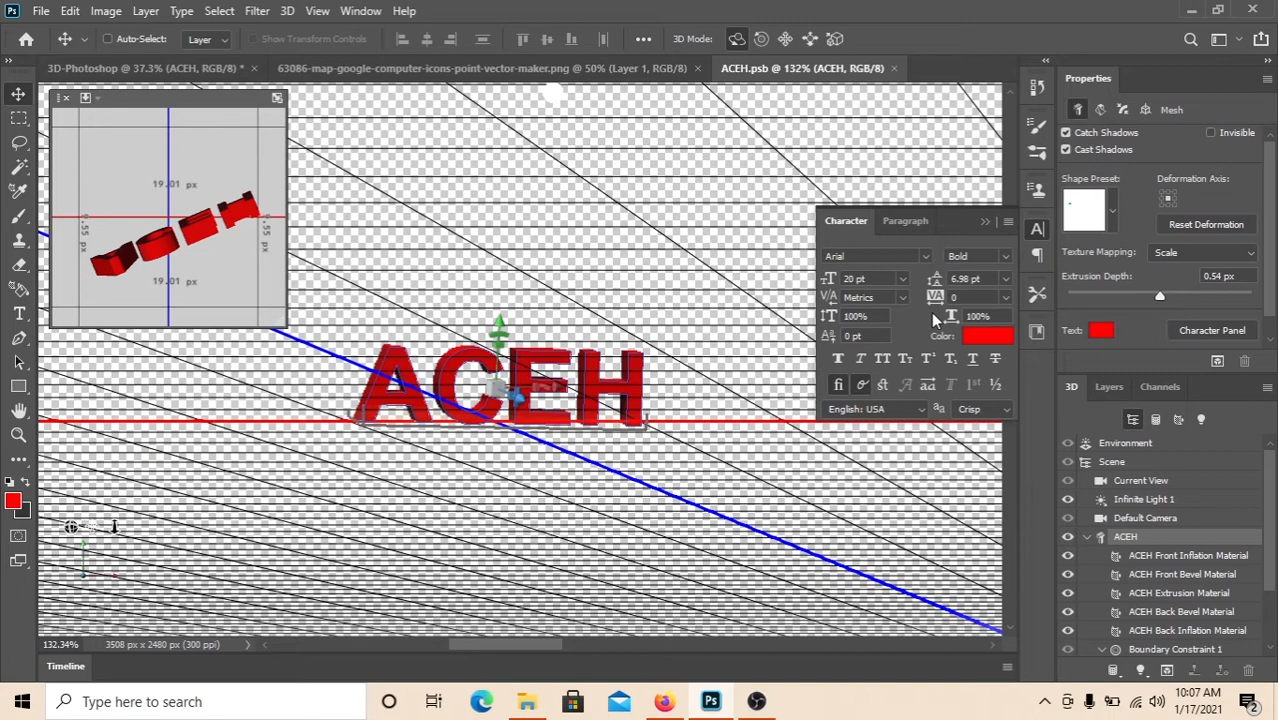 Ps File Edit Image Layer Type Select Filter 3D View Window Help
Auto-Select: Layer Show Transform Controls 3D Mode:
3D-Photoshop @ 37.3% (ACEH, RGB/8) * 63086-map-google-computer-icons-point-vector-maker.png @ 50% (Layer 1, RGB/8) ACEH.psb @ 132% (ACEH, RGB/8)
19.01 px
19.01 px
ACEH
Character Paragraph
Arial Bold
20 pt 6.98 pt
Metrics 0
100% 100%
0 pt Color:
English: USA aa Crisp
Properties
Mesh
Catch Shadows Invisible
Cast Shadows
Shape Preset: Deformation Axis:
Reset Deformation
Texture Mapping: Scale
Extrusion Depth: 0.54 px
Text: Character Panel
3D Layers Channels
Environment
Scene
Current View
Infinite Light 1
Default Camera
ACEH
ACEH Front Inflation Material
ACEH Front Bevel Material
ACEH Extrusion Material
ACEH Back Bevel Material
ACEH Back Inflation Material
Boundary Constraint 1
132.34% 3508 px x 2480 px (300 ppi)
Timeline
Type here to search
Ps
10:07 AM
1/17/2021
2